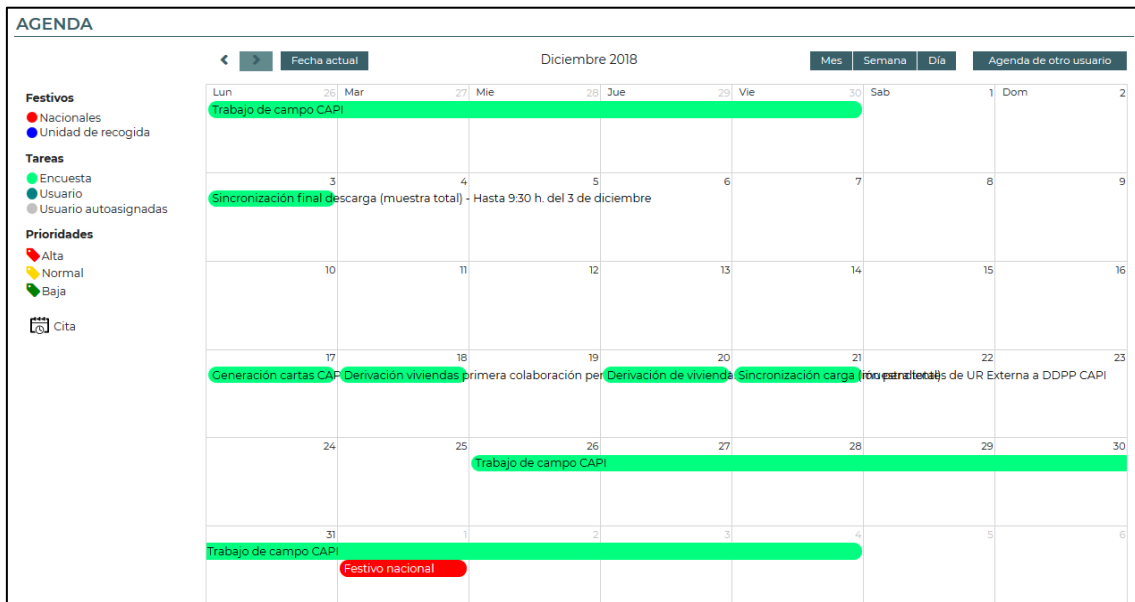 AGENDA
Fecha actual
Diciembre 2018
Mes Semana Día
Agenda de otro usuario
Festivos
Nacionales
Unidad de recogida
Tareas
Encuesta
Usuario
Usuario autoasignadas
Prioridades
Alta
Normal
Baja
Cita
Lun 26 Mar 27 Mie 28 Jue 29 Vie 30 Sab 1 Dom 2
Trabajo de campo CAPI
3 4 5 6 7 8 9
Sincronización final descarga (muestra total) - Hasta 9:30 h. del 3 de diciembre
10 11 12 13 14 15 16
17 18 19 20 21 22 23
Generación cartas CAP Derivación viviendas primera colaboración per Derivación de vivienda Sincronización carga (muestra total) ión pendientes de UR Externa a DDPP CAPI
24 25 26 27 28 29 30
Trabajo de campo CAPI
31 1 2 3 4 5 6
Trabajo de campo CAPI
Festivo nacional